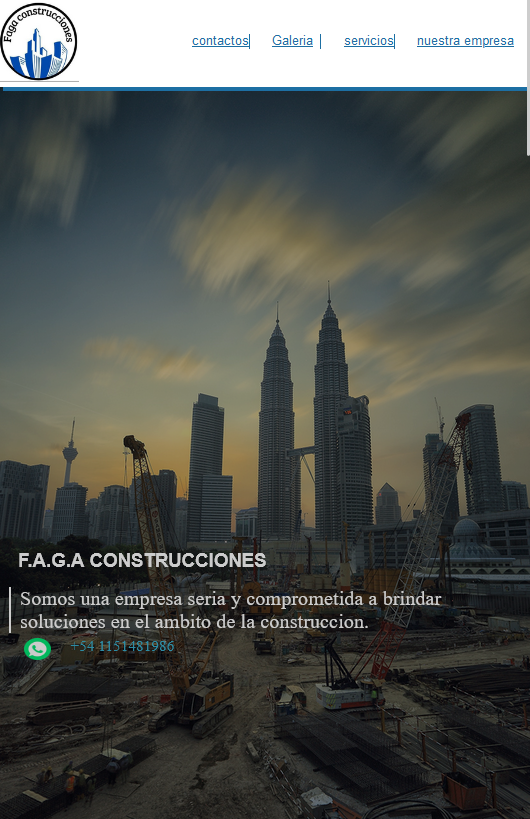 Faga construcciones
contactos| Galeria | servicios| nuestra empresa
F.A.G.A CONSTRUCCIONES
Somos una empresa seria y comprometida a brindar
soluciones en el ambito de la construccion.
+54 1151481986